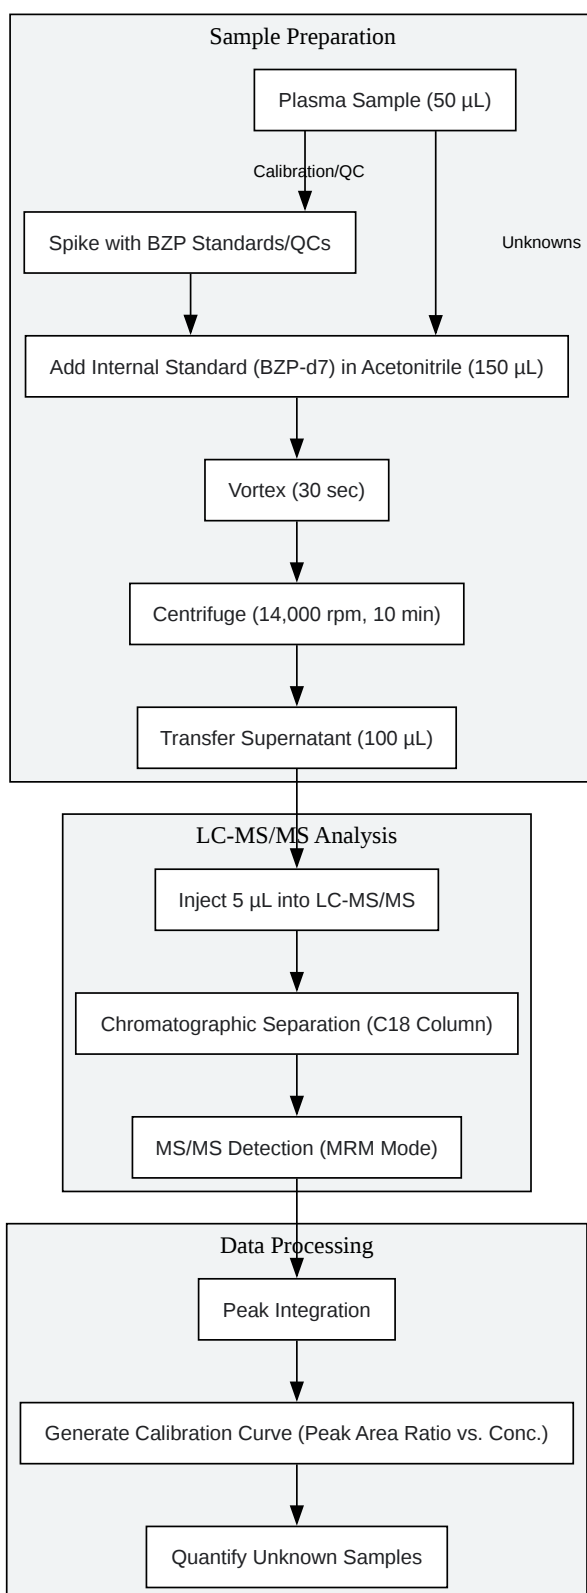 Sample Preparation
Plasma Sample (50 µL)
Calibration/QC
Spike with BZP Standards/QCs
Unknowns
Add Internal Standard (BZP-d7) in Acetonitrile (150 µL)
Vortex (30 sec)
Centrifuge (14,000 rpm, 10 min)
Transfer Supernatant (100 µL)
LC-MS/MS Analysis
Inject 5 µL into LC-MS/MS
Chromatographic Separation (C18 Column)
MS/MS Detection (MRM Mode)
Data Processing
Peak Integration
Generate Calibration Curve (Peak Area Ratio vs. Conc.)
Quantify Unknown Samples